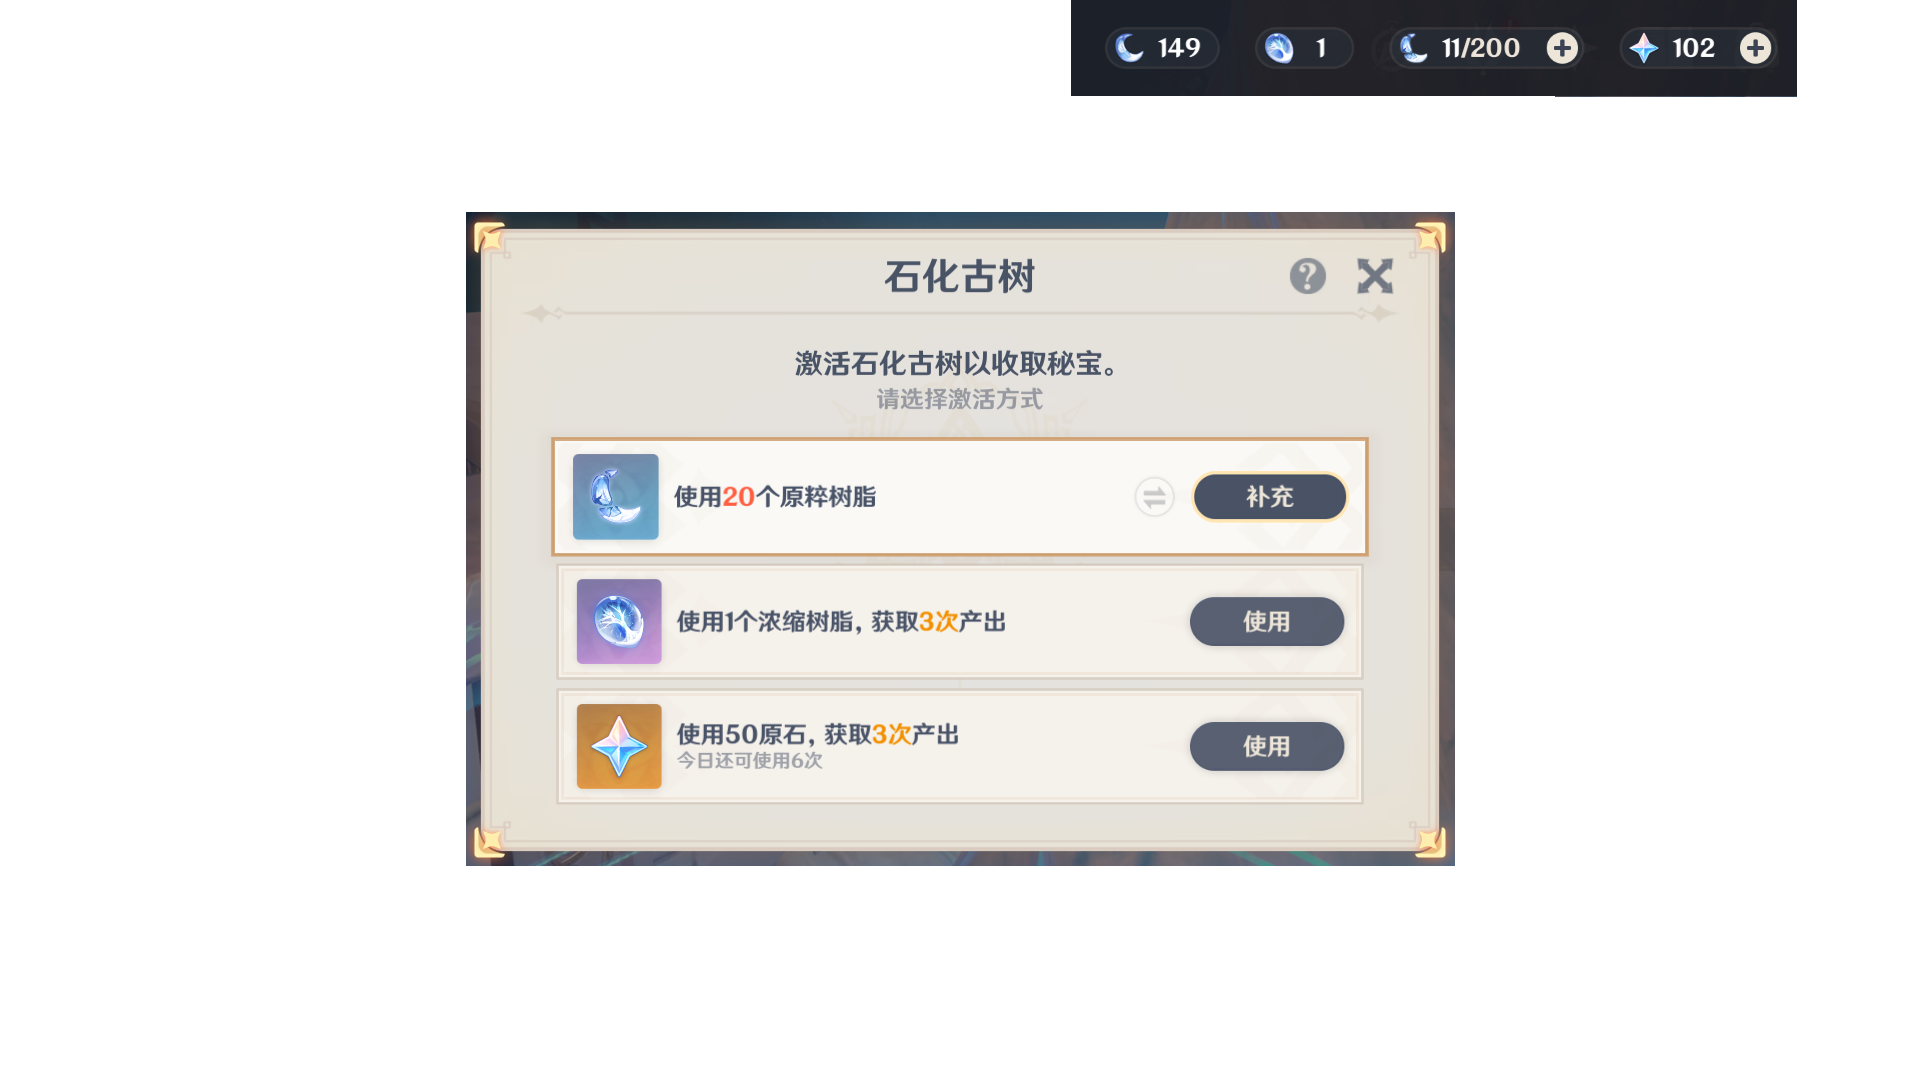 149 1 11/200 102
石化古树
激活石化古树以收取秘宝。
请选择激活方式
使用20个原粹树脂
补充
使用1个浓缩树脂，获取3次产出
使用
使用50原石，获取3次产出
今日还可使用6次
使用